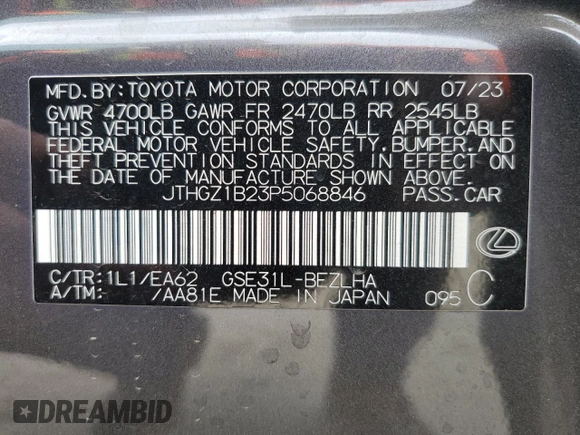 MFD.BY:TOYOTA MOTOR CORPORATION 07/23
GVWR 4700LB GAWR FR 2470LB RR 2545LB
THIS VEHICLE CONFORMS TO ALL APPLICABLE
FEDERAL MOTOR VEHICLE SAFETY,BUMPER,AND
THEFT PREVENTION STANDARDS IN EFFECT ON
THE DATE OF MANUFACTURE SHOWN ABOVE.
JTHGZ1B23P5068846 PASS.CAR
C/TR:1L1/EA62 GSE31L-BEZLHA
A/TM:- /AA81E MADE IN JAPAN 095 C
DREAMBID